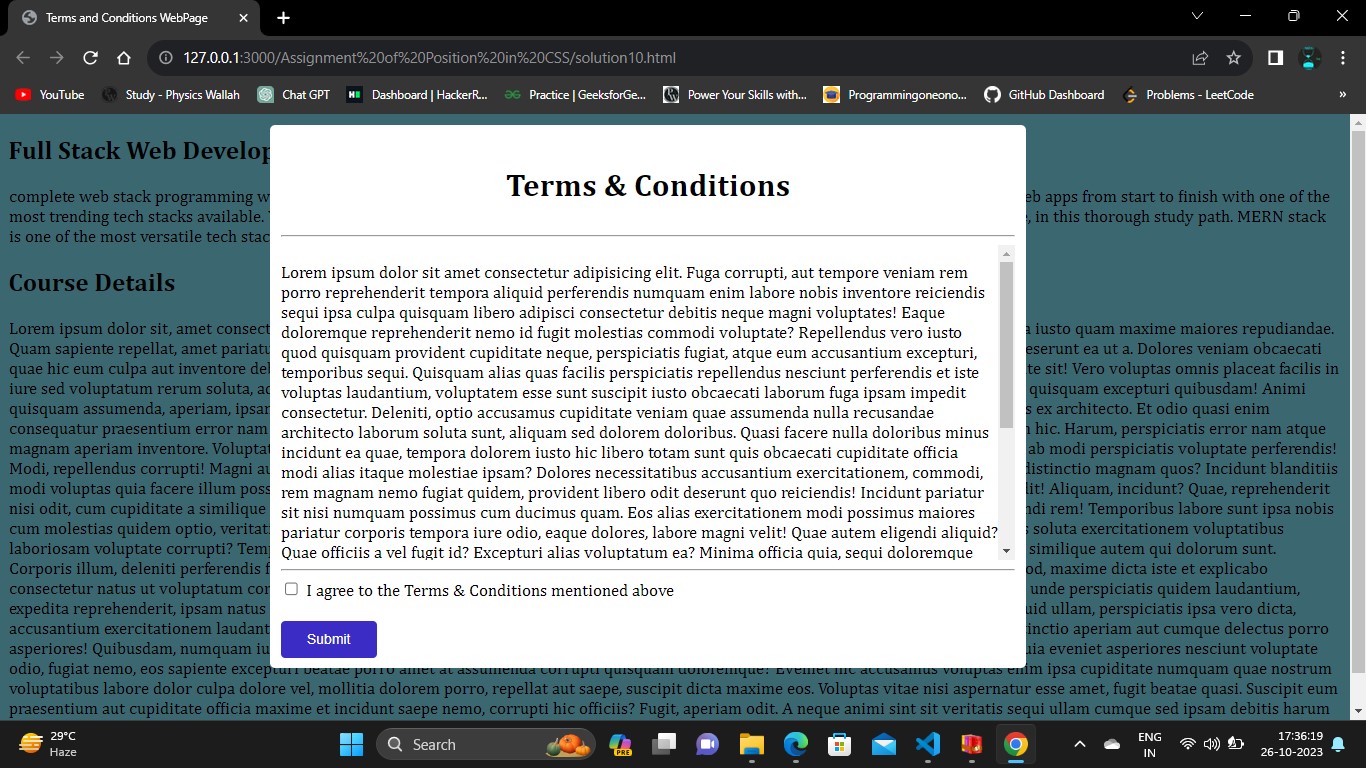 Terms and Conditions WebPage
127.0.0.1:3000/Assignment%20of%20Position%20in%20CSS/solution10.html
YouTube Study - Physics Wallah Chat GPT Dashboard | HackerR... Practice | GeeksforGe... Power Your Skills with... Programmingoneono... GitHub Dashboard Problems - LeetCode »
Full Stack Web Develop
complete web stack programming w
eb apps from start to finish with one of the
most trending tech stacks available.
, in this thorough study path. MERN stack
is one of the most versatile tech stac
Course Details
Lorem ipsum dolor sit, amet consect
a iusto quam maxime maiores repudiandae.
Quam sapiente repellat, amet pariatu
deserunt ea ut a. Dolores veniam obcaecati
quae hic eum culpa aut inventore deb
te sit! Vero voluptas omnis placeat facilis in
iure sed voluptatum rerum soluta, ac
quisquam excepturi quibusdam! Animi
quisquam assumenda, aperiam, ipsam
s ex architecto. Et odio quasi enim
consequatur praesentium error nam
n hic. Harum, perspiciatis error nam atque
magnam aperiam inventore. Voluptat
ab modi perspiciatis voluptate perferendis!
Modi, repellendus corrupti! Magni au
distinctio magnam quos? Incidunt blanditiis
modi voluptas quia facere illum poss
lit! Aliquam, incidunt? Quae, reprehenderit
nisi odit, cum cupiditate a similique
ndi rem! Temporibus labore sunt ipsa nobis
cum molestias quidem optio, veritat
s soluta exercitationem voluptatibus
laboriosam voluptate corrupti? Temp
similique autem qui dolorum sunt.
Corporis illum, deleniti perferendis f
od, maxime dicta iste et explicabo
consectetur natus ut voluptatum cor
unde perspiciatis quidem laudantium,
expedita reprehenderit, ipsam natus
uid ullam, perspiciatis ipsa vero dicta,
accusantium exercitationem laudant
inctio aperiam aut cumque delectus porro
asperiores! Quibusdam, numquam iu
uia eveniet asperiores nesciunt voluptate
odio, fugiat nemo, eos sapiente excepturi beatae porro amet at assumenda corrupti quisquam doloremque? Eveniet hic accusamus voluptas enim ipsa cupiditate numquam quae nostrum
voluptatibus labore dolor culpa dolore vel, mollitia dolorem porro, repellat aut saepe, suscipit dicta maxime eos. Voluptas vitae nisi aspernatur esse amet, fugit beatae quasi. Suscipit eum
praesentium aut cupiditate officia maxime et incidunt saepe nemo, corrupti hic officiis? Fugit, aperiam odit. A neque animi sint sit veritatis sequi ullam cumque sed ipsam debitis harum
Terms & Conditions
Lorem ipsum dolor sit amet consectetur adipisicing elit. Fuga corrupti, aut tempore veniam rem
porro reprehenderit tempora aliquid perferendis numquam enim labore nobis inventore reiciendis
sequi ipsa culpa quisquam libero adipisci consectetur debitis neque magni voluptates! Eaque
doloremque reprehenderit nemo id fugit molestias commodi voluptate? Repellendus vero iusto
quod quisquam provident cupiditate neque, perspiciatis fugiat, atque eum accusantium excepturi,
temporibus sequi. Quisquam alias quas facilis perspiciatis repellendus nesciunt perferendis et iste
voluptas laudantium, voluptatem esse sunt suscipit iusto obcaecati laborum fuga ipsam impedit
consectetur. Deleniti, optio accusamus cupiditate veniam quae assumenda nulla recusandae
architecto laborum soluta sunt, aliquam sed dolorem doloribus. Quasi facere nulla doloribus minus
incidunt ea quae, tempora dolorem iusto hic libero totam sunt quis obcaecati cupiditate officia
modi alias itaque molestiae ipsam? Dolores necessitatibus accusantium exercitationem, commodi,
rem magnam nemo fugiat quidem, provident libero odit deserunt quo reiciendis! Incidunt pariatur
sit nisi numquam possimus cum ducimus quam. Eos alias exercitationem modi possimus maiores
pariatur corporis tempora iure odio, eaque dolores, labore magni velit! Quae autem eligendi aliquid?
Quae officiis a vel fugit id? Excepturi alias voluptatum ea? Minima officia quia, sequi doloremque
I agree to the Terms & Conditions mentioned above
Submit
29°C
Haze
Search
PRE
ENG
IN
17:36:19
26-10-2023